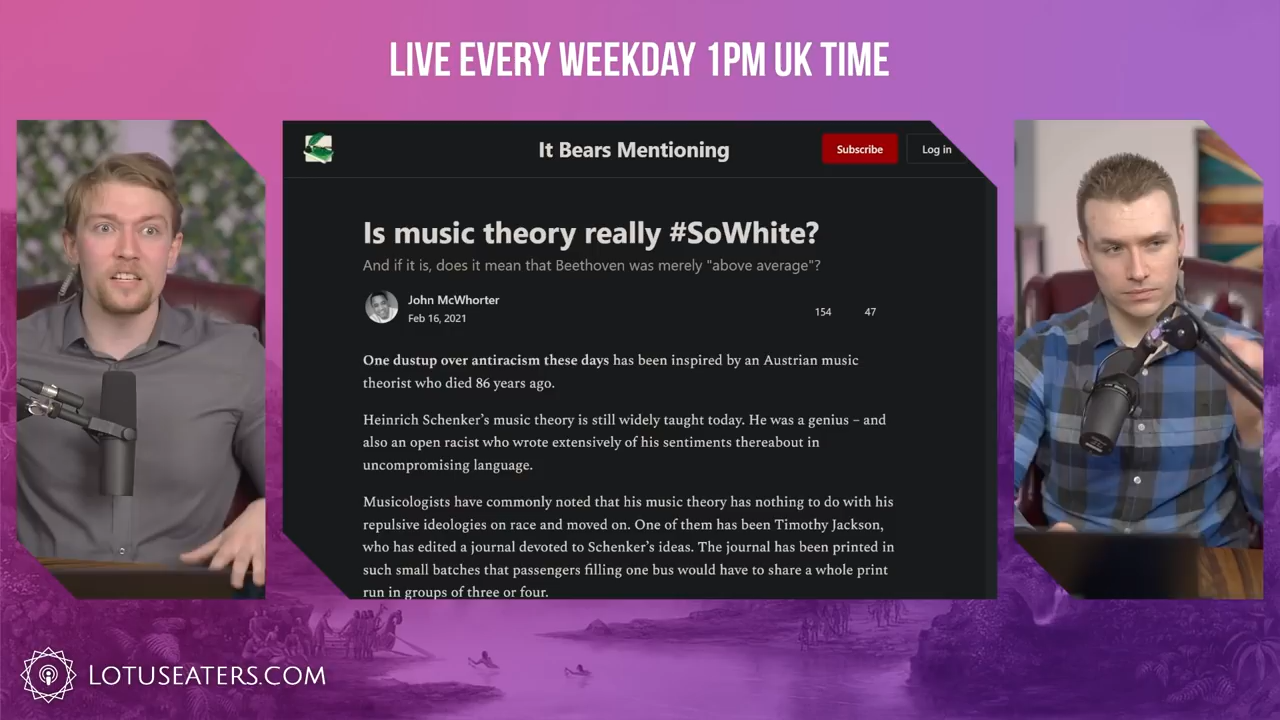 LIVE EVERY WEEKDAY 1PM UK TIME
It Bears Mentioning
Subscribe
Log in
Is music theory really #SoWhite?
And if it is, does it mean that Beethoven was merely "above average"?
John McWhorter
Feb 16, 2021
154
47
One dustup over antiracism these days has been inspired by an Austrian music
theorist who died 86 years ago.
Heinrich Schenker’s music theory is still widely taught today. He was a genius – and
also an open racist who wrote extensively of his sentiments thereabout in
uncompromising language.
Musicologists have commonly noted that his music theory has nothing to do with his
repulsive ideologies on race and moved on. One of them has been Timothy Jackson,
who has edited a journal devoted to Schenker’s ideas. The journal has been printed in
such small batches that passengers filling one bus would have to share a whole print
run in groups of three or four.
LOTUSEATERS.COM